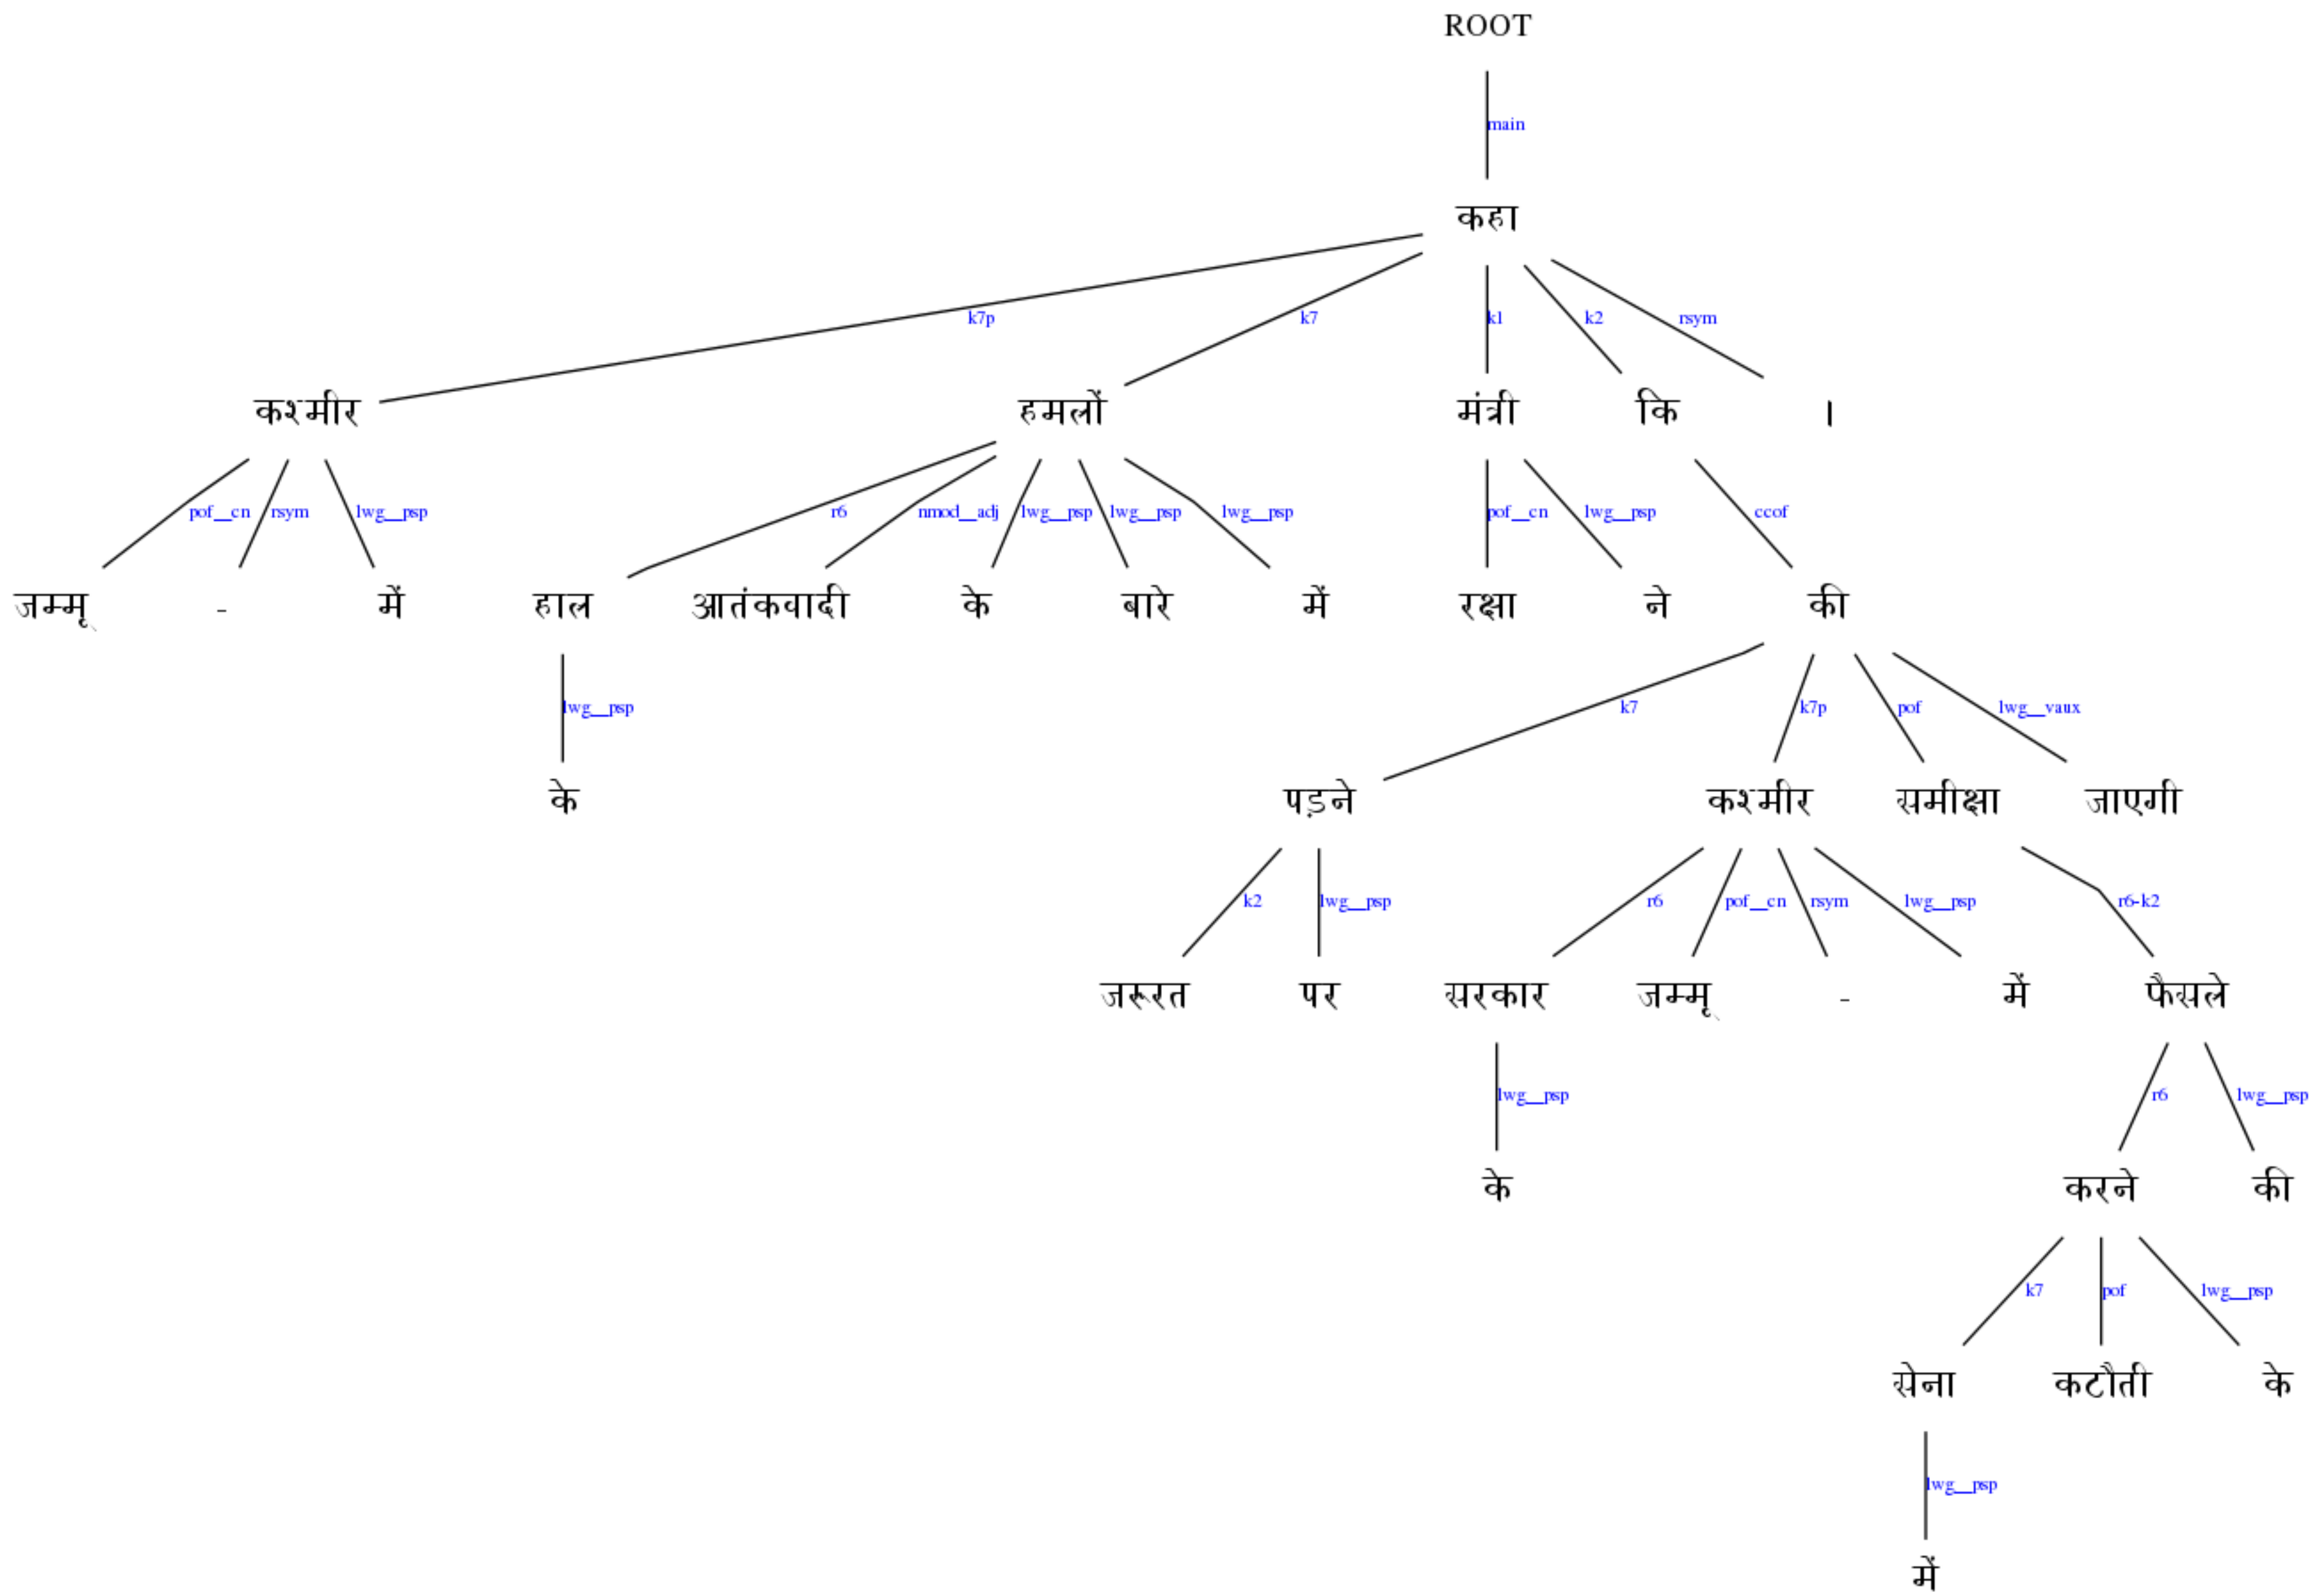 ROOT
main
कहा
k7p k7 k1 k2 rsym
कश्मीर हमलों मंत्री कि ।
pof__cn rsym lwg__psp r6 nmod__adj lwg__psp lwg__psp lwg__psp pof__cn lwg__psp ccof
जम्मू - में हाल आतंकवादी के बारे में रक्षा ने की
lwg__psp k7 k7p pof lwg__vaux
के पड़ने कश्मीर समीक्षा जाएगी
k2 lwg__psp r6 pof__cn rsym lwg__psp r6-k2
जरूरत पर सरकार जम्मू - में फैसले
lwg__psp r6 lwg__psp
के करने की
k7 pof lwg__psp
सेना कटौती के
lwg__psp
में